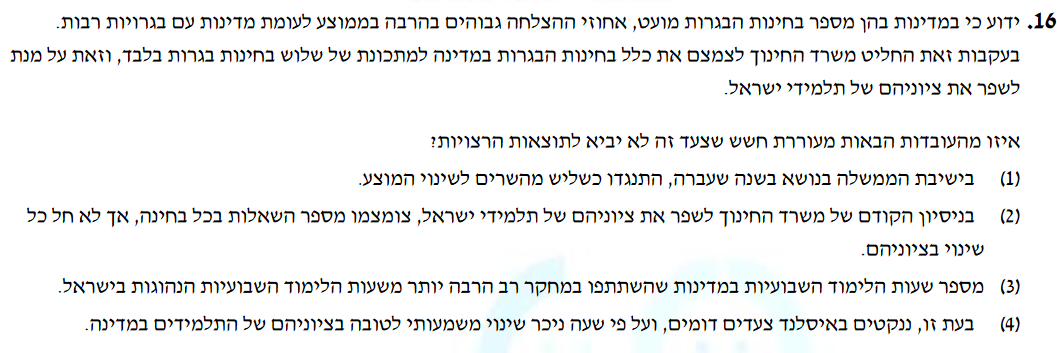 16. ידוע כי במדינות בהן מספר בחינות הבגרות מועט, אחוזי ההצלחה גבוהים בהרבה בממוצע לעומת מדינות עם בגרויות רבות.
בעקבות זאת החליט משרד החינוך לצמצם את כלל בחינות הבגרות במדינה למתכונת של שלוש בחינות בגרות בלבד, וזאת על מנת
לשפר את ציוניהם של תלמידי ישראל.
איזו מהעובדות הבאות מעוררת חשש שצעד זה לא יביא לתוצאות הרצויות?
(1) בישיבת הממשלה בנושא בשנה שעברה, התנגדו כשליש מהשרים לשינוי המוצע.
(2) בניסיון הקודם של משרד החינוך לשפר את ציוניהם של תלמידי ישראל, צומצמו מספר השאלות בכל בחינה, אך לא חל כל
שינוי בציוניהם.
(3) מספר שעות הלימוד השבועיות במדינות שהשתתפו במחקר רב הרבה יותר משעות הלימוד השבועיות הנהוגות בישראל.
(4) בעת זו, ננקטים באיסלנד צעדים דומים, ועל פי שעה ניכר שינוי משמעותי לטובה בציוניהם של התלמידים במדינה.